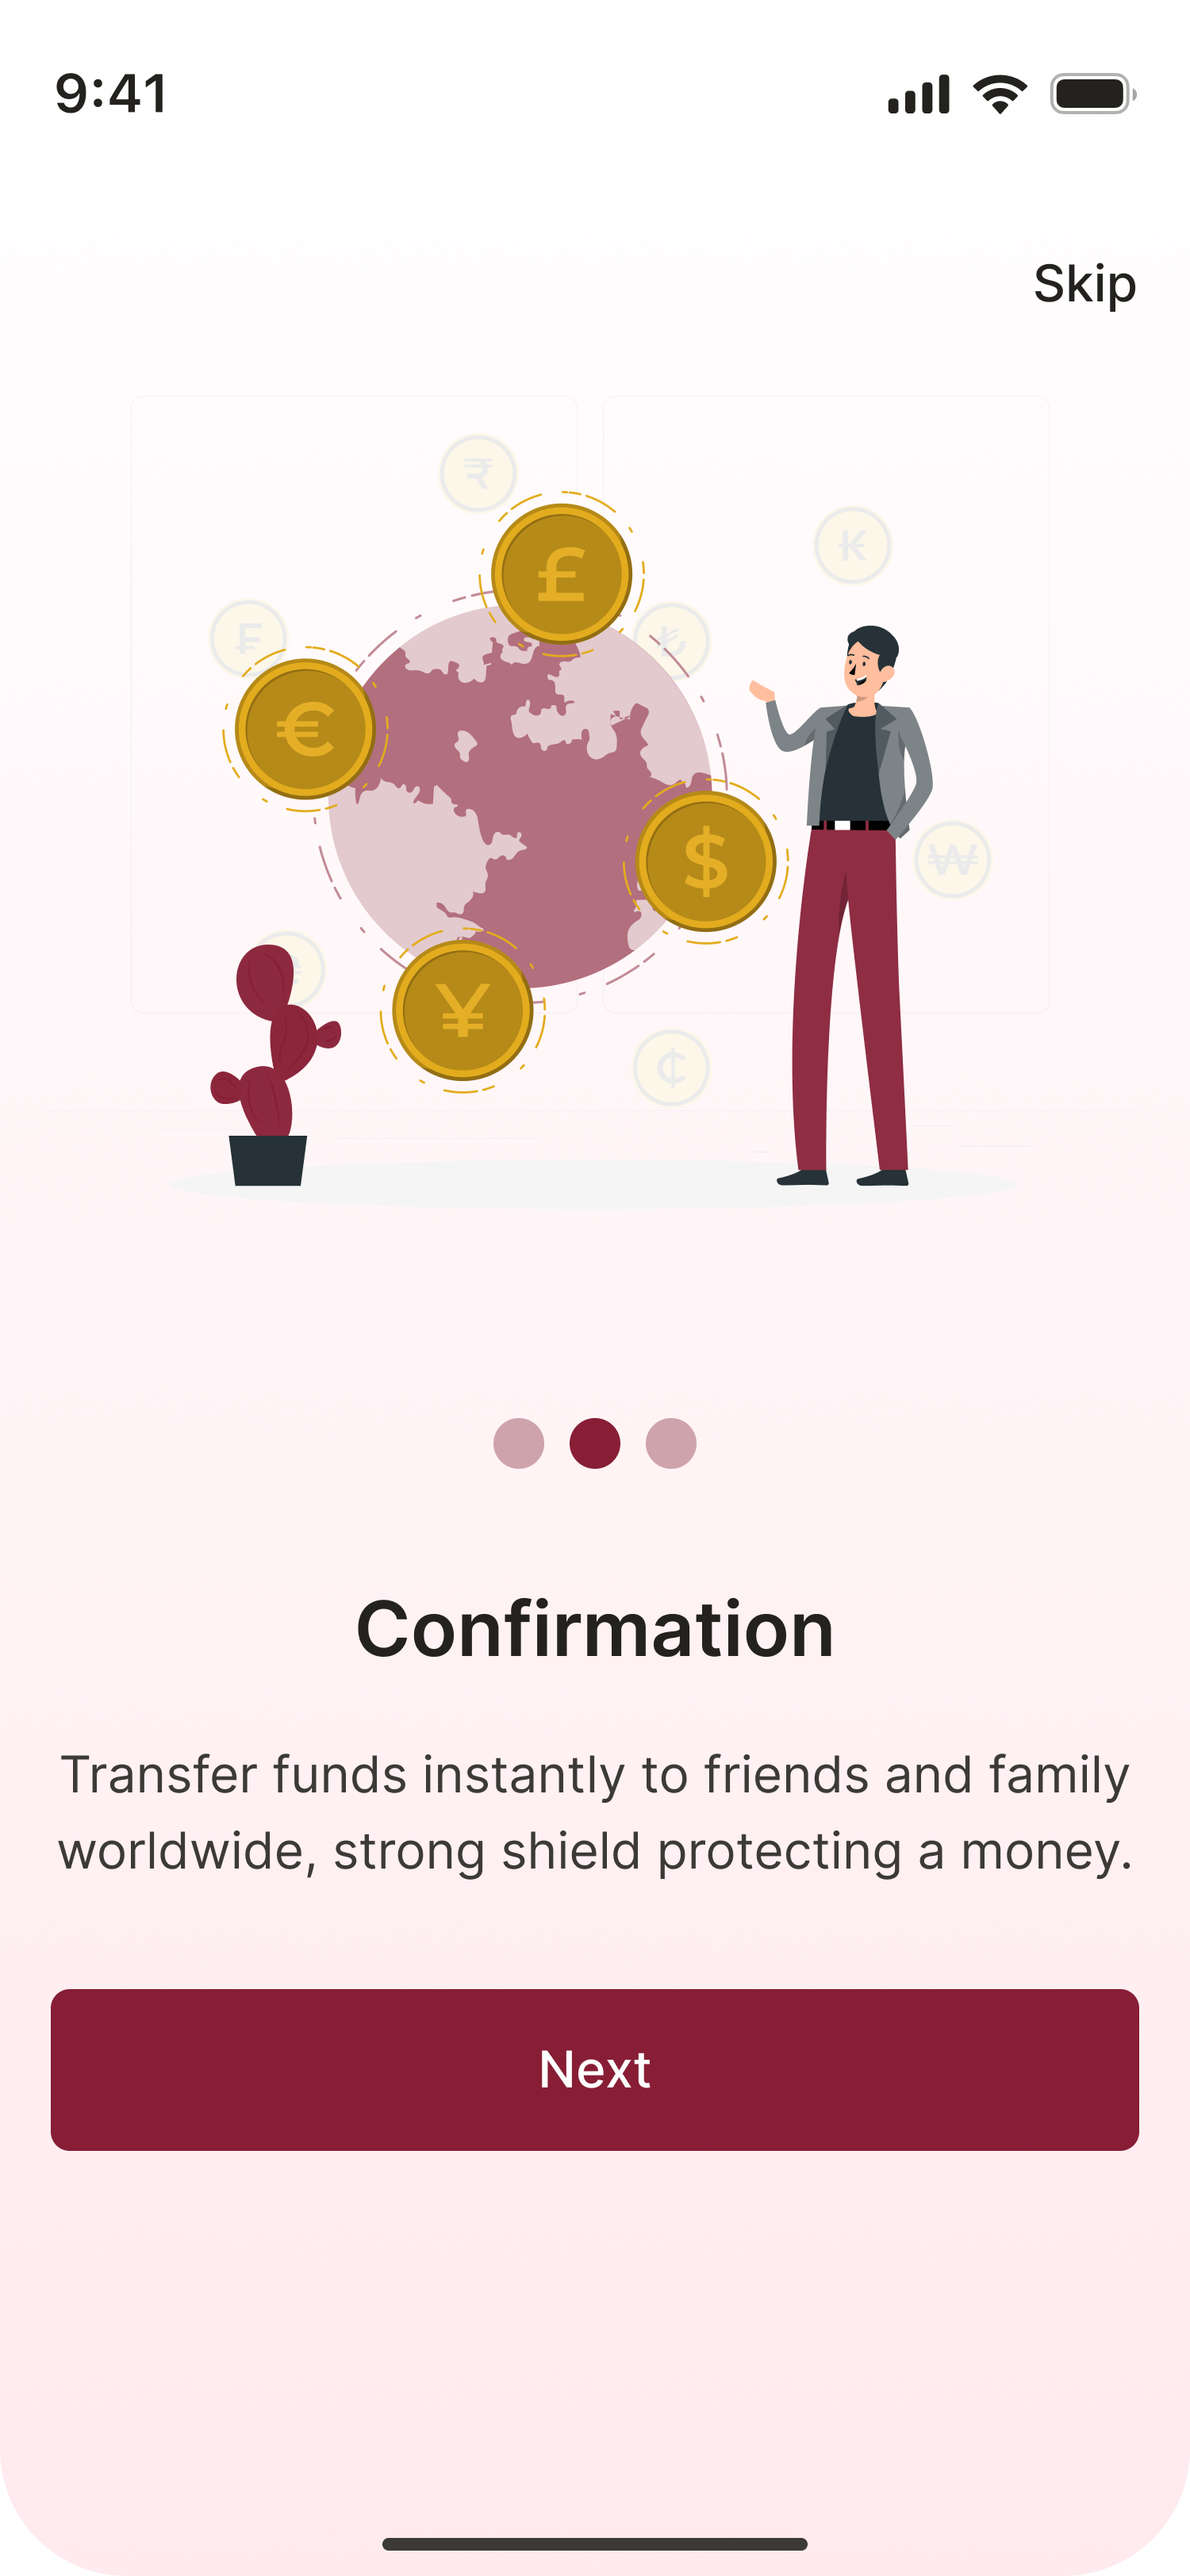 9:41
Skip
₹
£
₭
₣
₺
€
$
₩
¥
₵
Confirmation
Transfer funds instantly to friends and family
worldwide, strong shield protecting a money.
Next